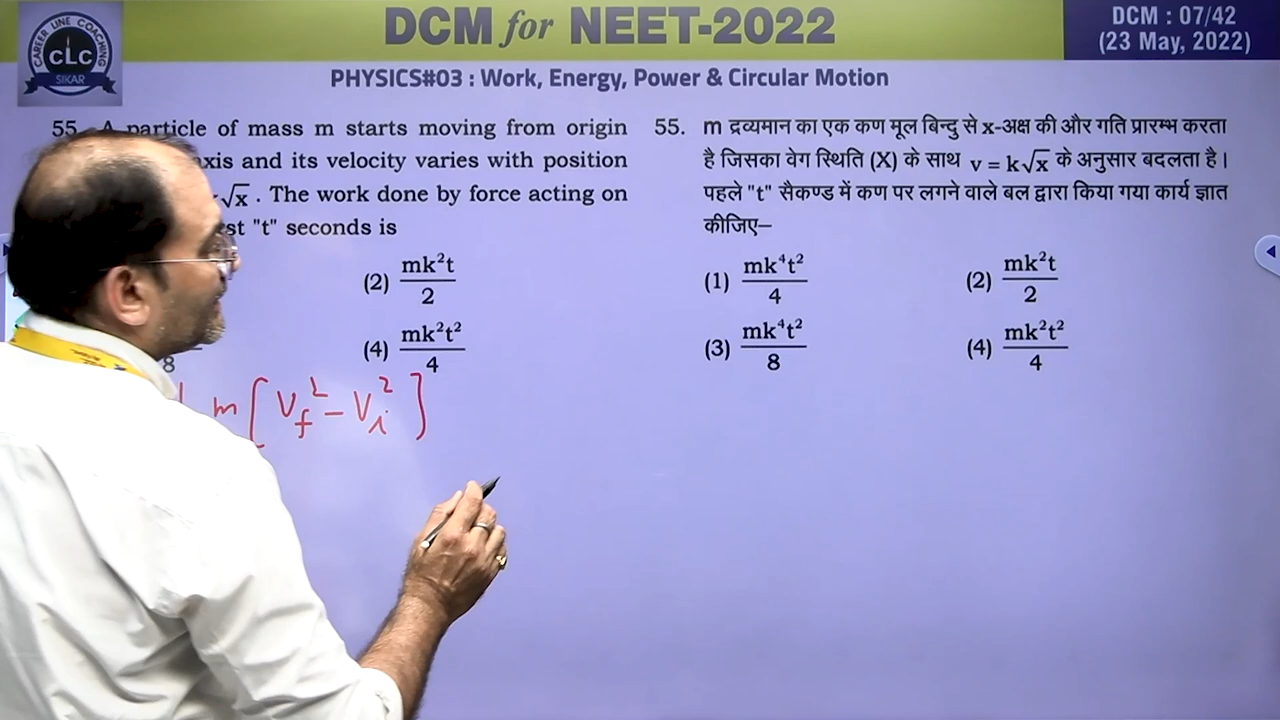 DCM for NEET-2022
DCM : 07/42
(23 May, 2022)
CAREER LINE COACHING
CLC
SIKAR
PHYSICS#03 : Work, Energy, Power & Circular Motion
55. A particle of mass m starts moving from origin
axis and its velocity varies with position
√x . The work done by force acting on
st "t" seconds is
(2) mk²t/2
8
(4) mk²t²/4
m [ V_f² - V_i² ]
55. m द्रव्यमान का एक कण मूल बिन्दु से x-अक्ष की और गति प्रारम्भ करता
है जिसका वेग स्थिति (X) के साथ v = k√x के अनुसार बदलता है।
पहले "t" सैकण्ड में कण पर लगने वाले बल द्वारा किया गया कार्य ज्ञात
कीजिए–
(1) mk⁴t²/4 (2) mk²t/2
(3) mk⁴t²/8 (4) mk²t²/4